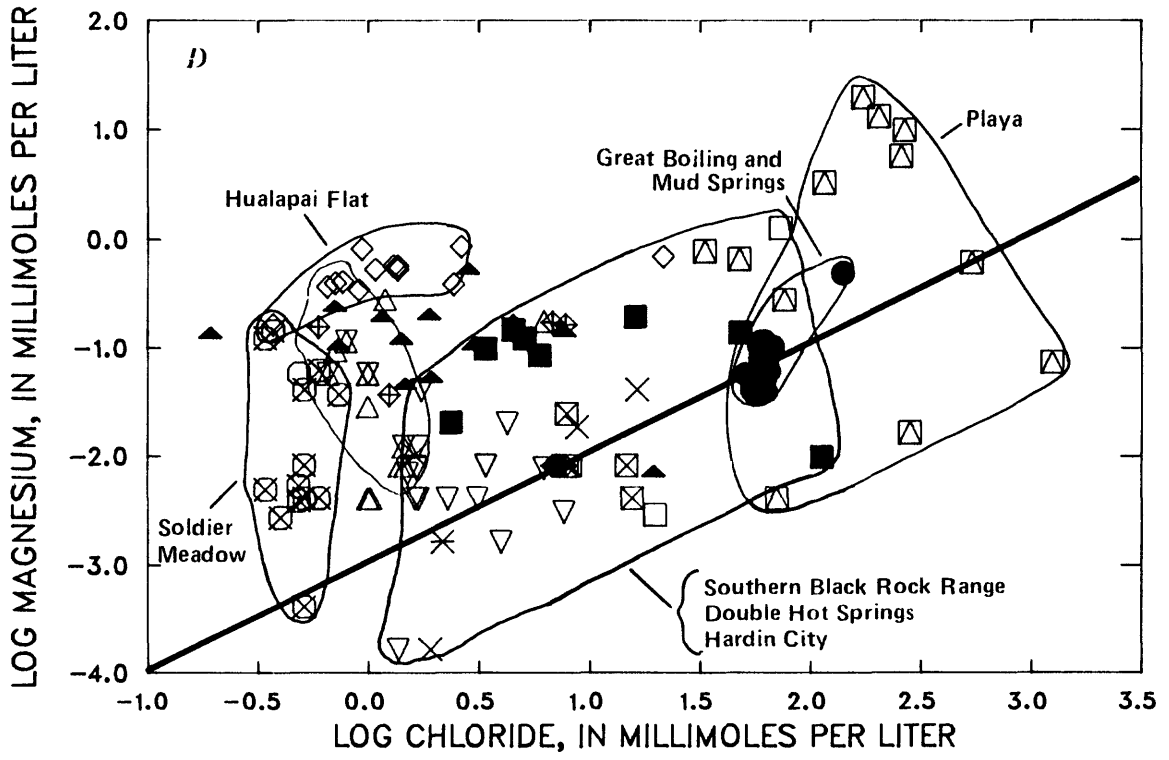 LOG MAGNESIUM, IN MILLIMOLES PER LITER
2.0
1.0
0.0
-1.0
-2.0
-3.0
-4.0
D
Playa
Great Boiling and
Mud Springs
Hualapai Flat
Soldier
Meadow
Southern Black Rock Range
Double Hot Springs
Hardin City
-1.0 -0.5 0.0 0.5 1.0 1.5 2.0 2.5 3.0 3.5
LOG CHLORIDE, IN MILLIMOLES PER LITER